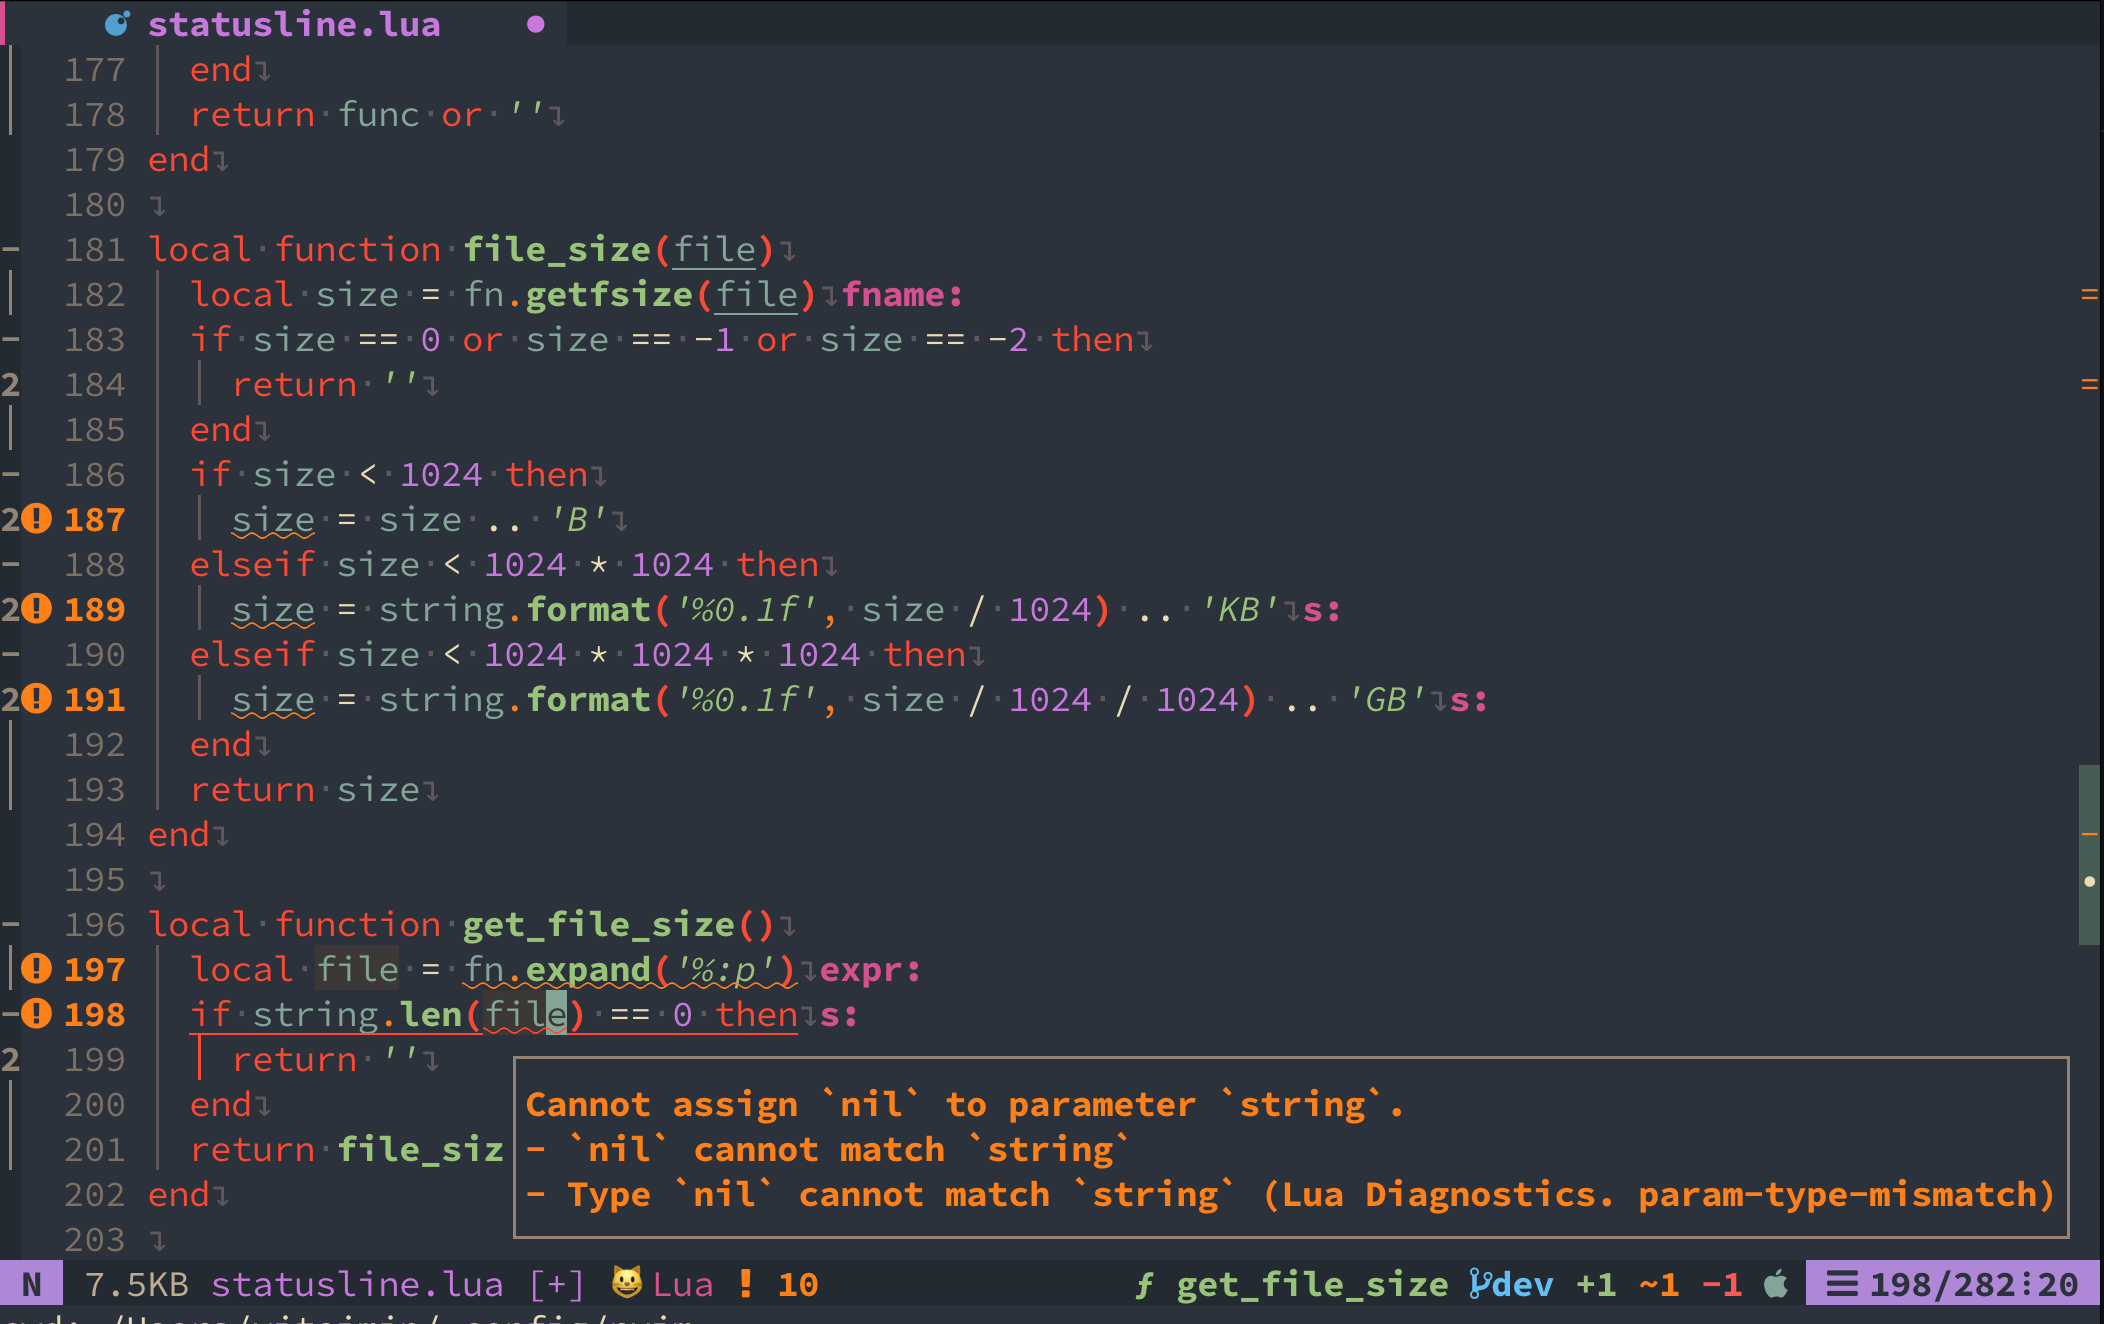 statusline.lua
177 end
178 return func or ''
179 end
180
181 local function file_size(file)
182 local size = fn.getfsize(file) fname:
183 if size == 0 or size == -1 or size == -2 then
2 184 return ''
185 end
186 if size < 1024 then
2 ! 187 size = size .. 'B'
188 elseif size < 1024 * 1024 then
2 ! 189 size = string.format('%0.1f', size / 1024) .. 'KB' s:
190 elseif size < 1024 * 1024 * 1024 then
2 ! 191 size = string.format('%0.1f', size / 1024 / 1024) .. 'GB' s:
192 end
193 return size
194 end
195
196 local function get_file_size()
! 197 local file = fn.expand('%:p') expr:
! 198 if string.len(file) == 0 then s:
2 199 return ''
200 end
201 return file_siz
202 end
203
Cannot assign `nil` to parameter `string`.
- `nil` cannot match `string`
- Type `nil` cannot match `string` (Lua Diagnostics. param-type-mismatch)
N 7.5KB statusline.lua [+] Lua ! 10 ƒ get_file_size dev +1 ~1 -1 198/282:20